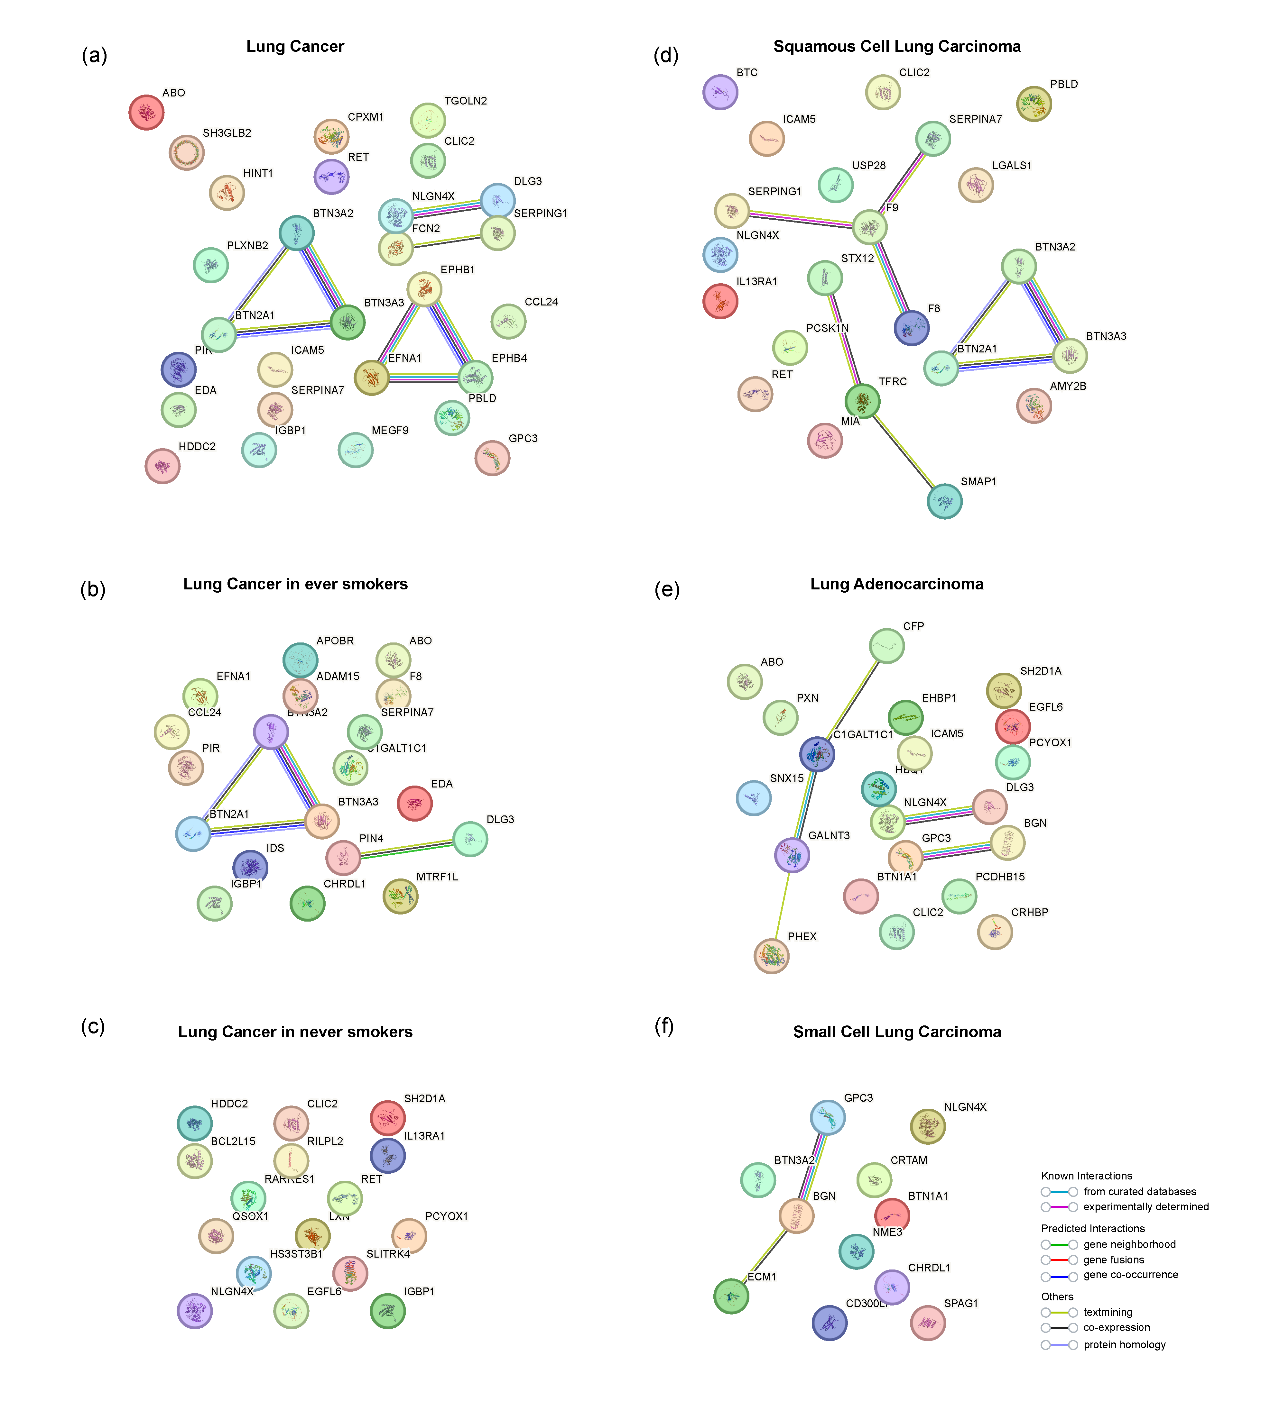 (a)
Lung Cancer
ABO
SH3GLB2
HINT1
CPXM1
RET
TGOLN2
CLIC2
NLGN4X
DLG3
FCN2
SERPING1
BTN3A2
PLXNB2
BTN2A1
BTN3A3
EPHB1
CCL24
EFNA1
EPHB4
PIR
ICAM5
EDA
SERPINA7
PBLD
HDDC2
IGBP1
MEGF9
GPC3
(d)
Squamous Cell Lung Carcinoma
BTC
CLIC2
PBLD
ICAM5
SERPINA7
USP28
LGALS1
SERPING1
F9
NLGN4X
STX12
BTN3A2
IL13RA1
F8
PCSK1N
BTN2A1
BTN3A3
RET
TFRC
AMY2B
MIA
SMAP1
(b)
Lung Cancer in ever smokers
APOBR
ABO
EFNA1
ADAM15
F8
CCL24
BTN3A2
SERPINA7
PIR
C1GALT1C1
EDA
BTN3A3
BTN2A1
PIN4
DLG3
IDS
IGBP1
CHRDL1
MTRF1L
(e)
Lung Adenocarcinoma
CFP
ABO
SH2D1A
PXN
EHBP1
EGFL6
C1GALT1C1
ICAM5
PCYOX1
SNX15
NLGN4X
DLG3
GALNT3
GPC3
BGN
BTN1A1
PCDHB15
CLIC2
CRHBP
PHEX
(c)
Lung Cancer in never smokers
HDDC2
CLIC2
SH2D1A
BCL2L15
RILPL2
IL13RA1
RARRES1
RET
QSOX1
LXN
PCYOX1
HS3ST3B1
SLITRK4
NLGN4X
EGFL6
IGBP1
(f)
Small Cell Lung Carcinoma
GPC3
NLGN4X
BTN3A2
CRTAM
BGN
BTN1A1
NME3
ECM1
CHRDL1
SPAG1
Known Interactions
from curated databases
experimentally determined
Predicted Interactions
gene neighborhood
gene fusions
gene co-occurrence
Others
textmining
co-expression
protein homology